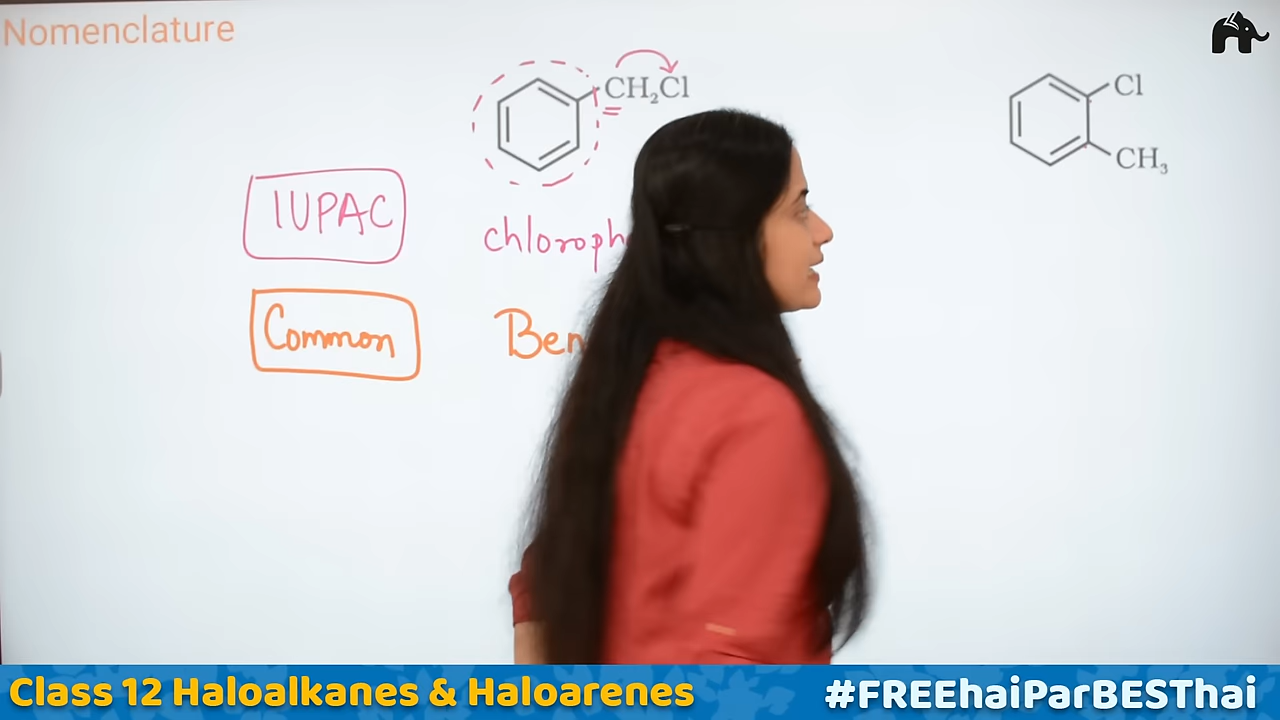 Nomenclature
CH₂Cl
Cl
CH₃
IUPAC
chloroph
Common
Ben
Class 12 Haloalkanes & Haloarenes
#FREEhaiParBESThai